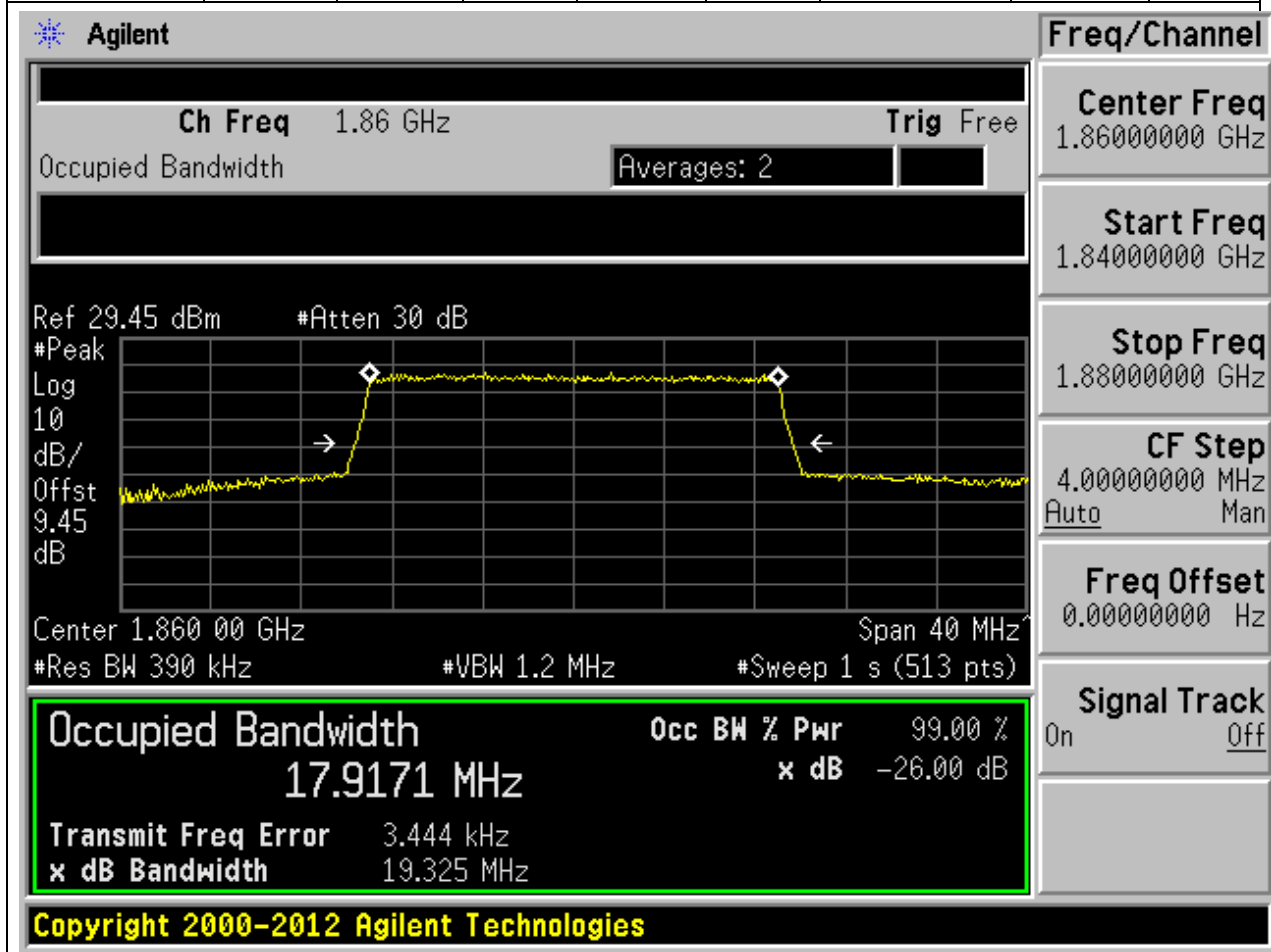 Agilent
Freq/Channel
Ch Freq 1.86 GHz Trig Free
Occupied Bandwidth Averages: 2
Center Freq
1.86000000 GHz
Start Freq
1.84000000 GHz
Stop Freq
1.88000000 GHz
CF Step
4.00000000 MHz
Auto Man
Freq Offset
0.00000000 Hz
Signal Track
On Off
Ref 29.45 dBm #Atten 30 dB
#Peak
Log
10
dB/
Offst
9.45
dB
Center 1.860 00 GHz Span 40 MHz^
#Res BW 390 kHz #VBW 1.2 MHz #Sweep 1 s (513 pts)
Occupied Bandwidth Occ BW % Pwr 99.00 %
17.9171 MHz x dB -26.00 dB
Transmit Freq Error 3.444 kHz
x dB Bandwidth 19.325 MHz
Copyright 2000-2012 Agilent Technologies